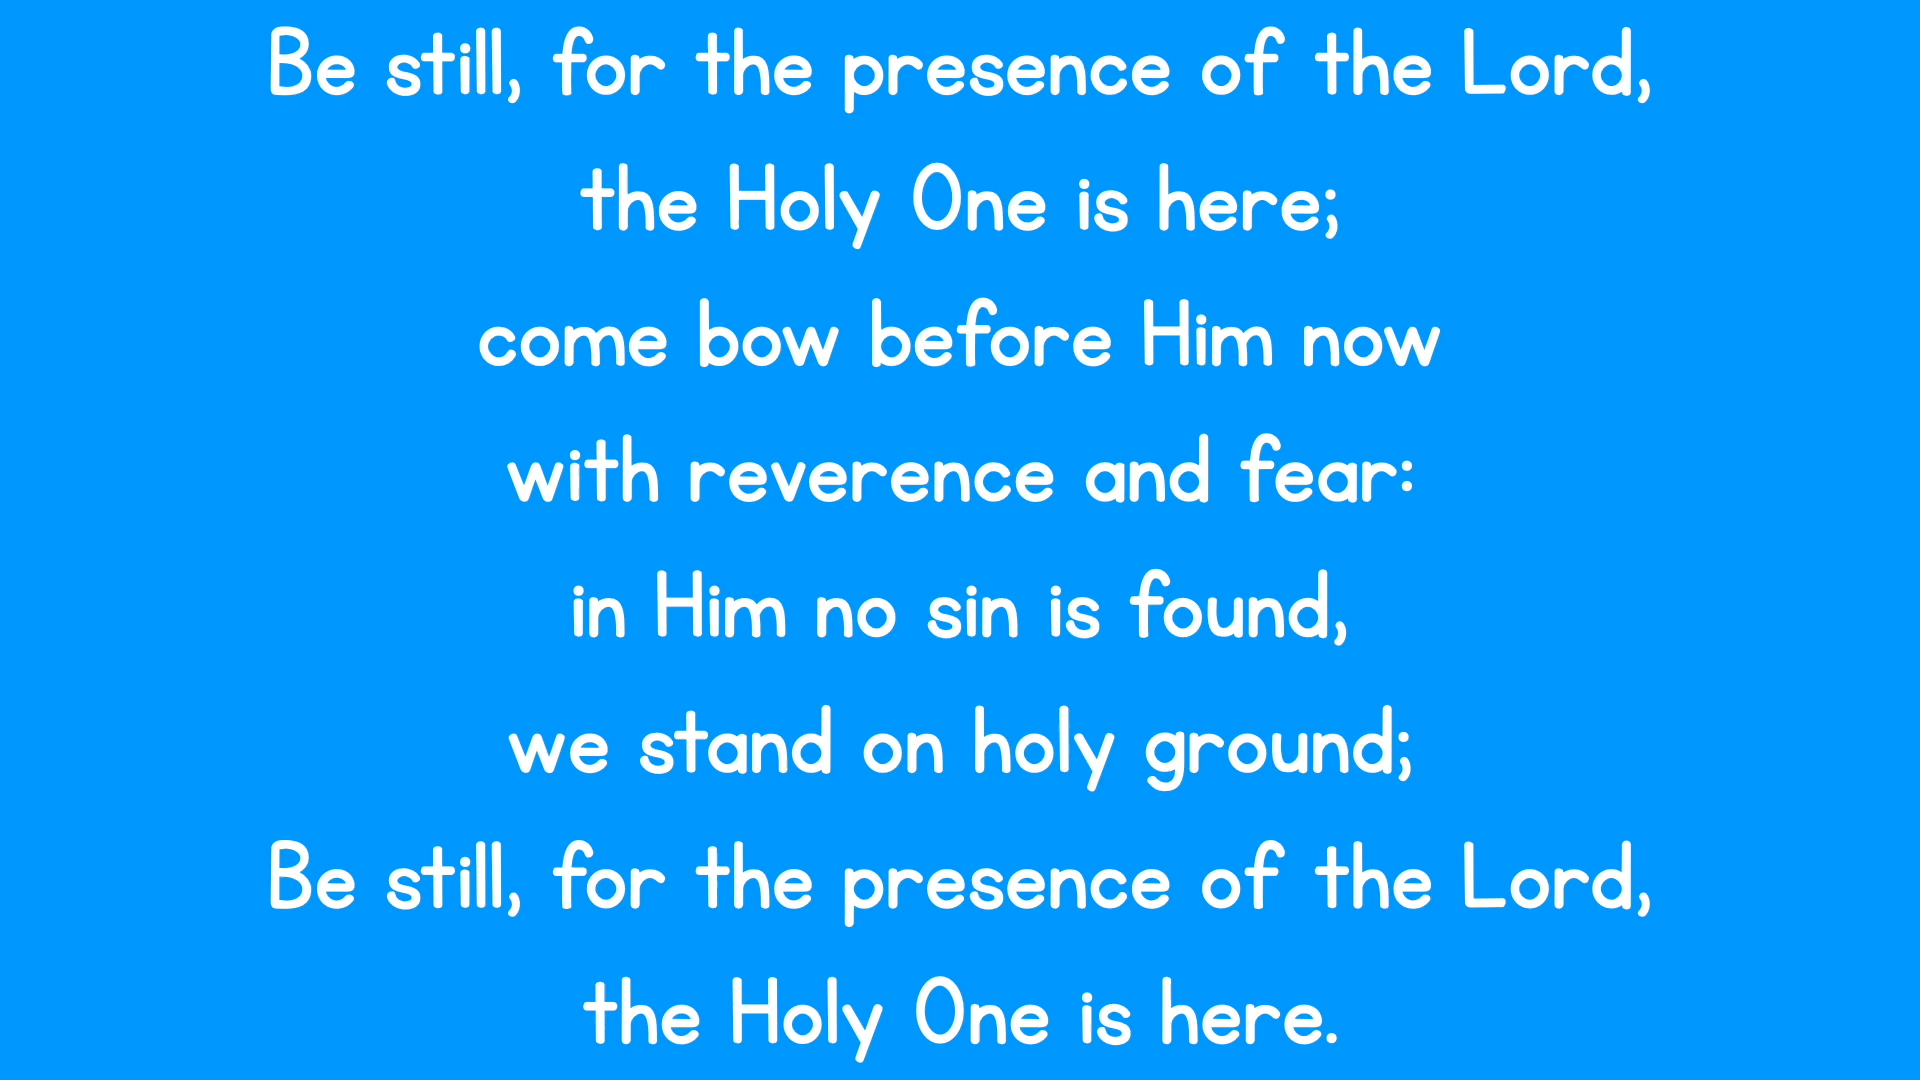 Be still, for the presence of the Lord,
the Holy One is here;
come bow before Him now
with reverence and fear:
in Him no sin is found,
we stand on holy ground;
Be still, for the presence of the Lord,
the Holy One is here.